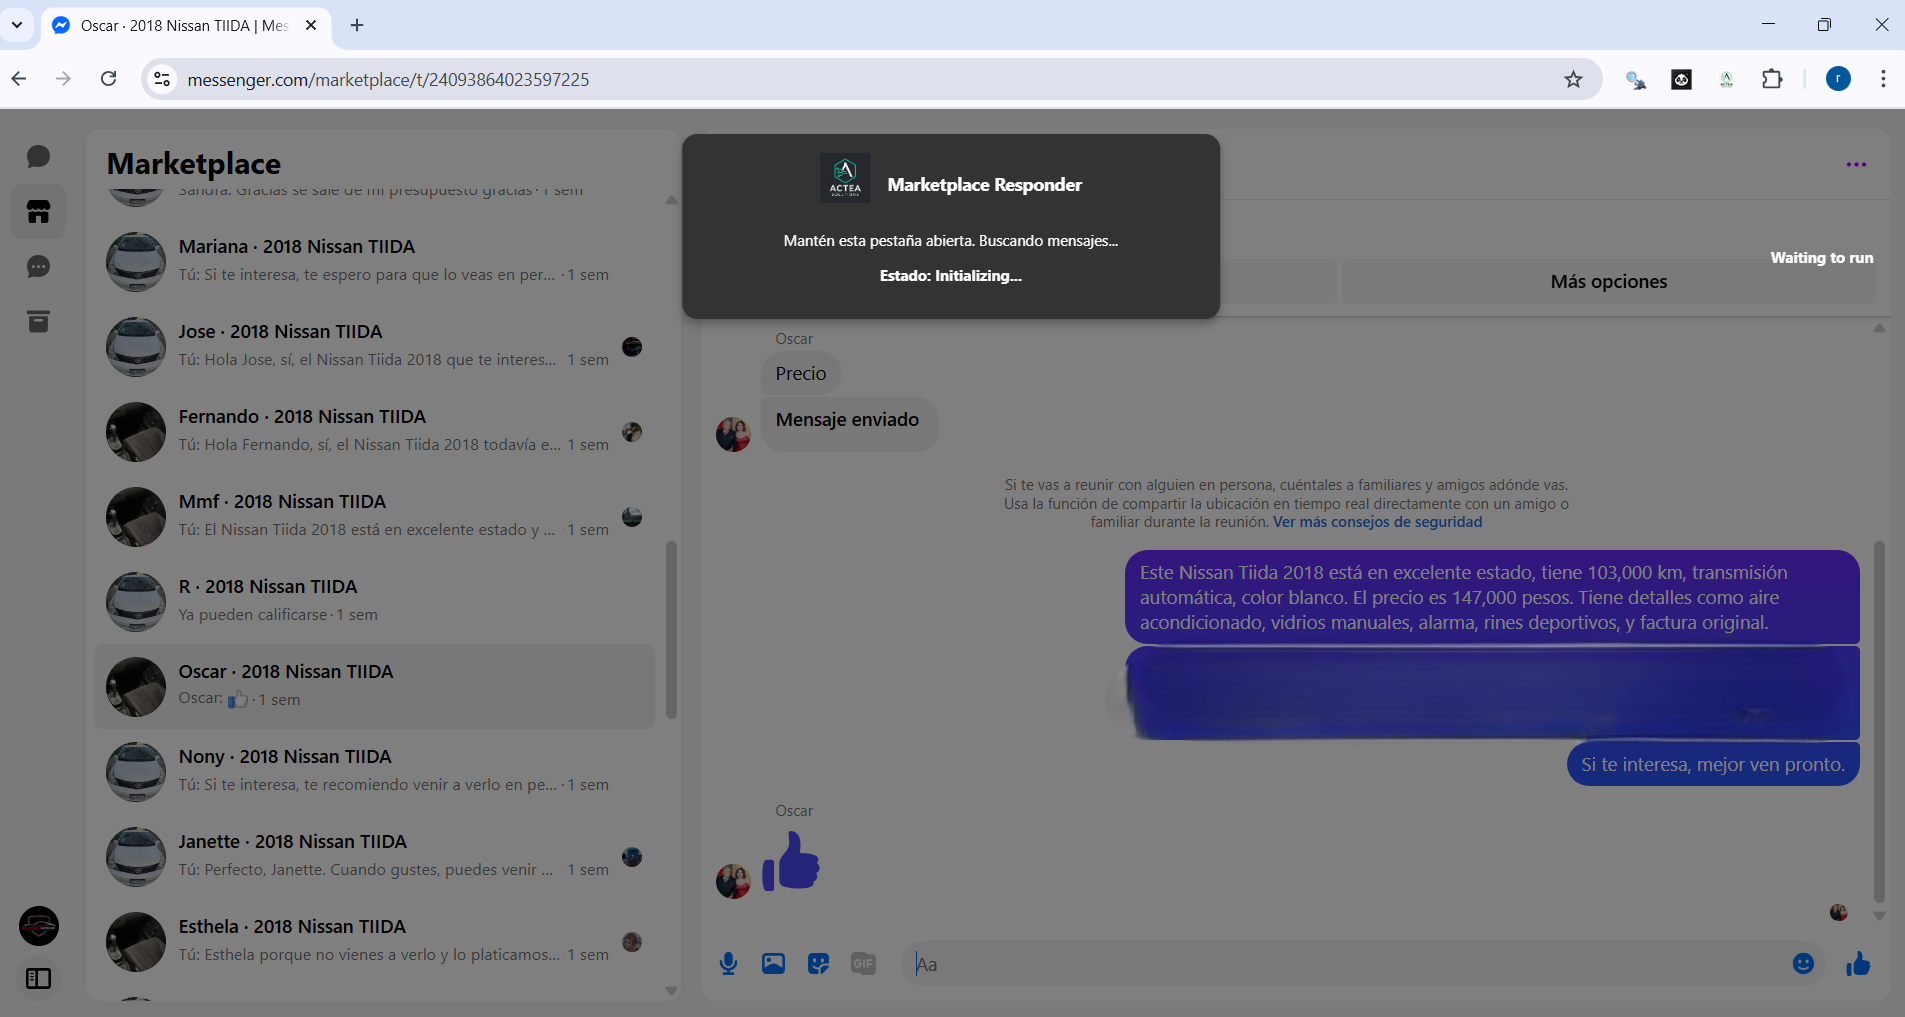 Oscar · 2018 Nissan TIIDA | Mes
messenger.com/marketplace/t/24093864023597225
r
Marketplace
Sandra: Gracias se sale de mi presupuesto gracias · 1 sem
Mariana · 2018 Nissan TIIDA
Tú: Si te interesa, te espero para que lo veas en per... · 1 sem
Jose · 2018 Nissan TIIDA
Tú: Hola Jose, sí, el Nissan Tiida 2018 que te interes... 1 sem
Fernando · 2018 Nissan TIIDA
Tú: Hola Fernando, sí, el Nissan Tiida 2018 todavía e... 1 sem
Mmf · 2018 Nissan TIIDA
Tú: El Nissan Tiida 2018 está en excelente estado y ... · 1 sem
R · 2018 Nissan TIIDA
Ya pueden calificarse · 1 sem
Oscar · 2018 Nissan TIIDA
Oscar: 👍 · 1 sem
Nony · 2018 Nissan TIIDA
Tú: Si te interesa, te recomiendo venir a verlo en pe... · 1 sem
Janette · 2018 Nissan TIIDA
Tú: Perfecto, Janette. Cuando gustes, puedes venir ... 1 sem
Esthela · 2018 Nissan TIIDA
Tú: Esthela porque no vienes a verlo y lo platicamos... 1 sem
ACTEA
SOLUTIONS
Marketplace Responder
Mantén esta pestaña abierta. Buscando mensajes...
Estado: Initializing...
Waiting to run
Más opciones
Oscar
Precio
Mensaje enviado
Si te vas a reunir con alguien en persona, cuéntales a familiares y amigos adónde vas.
Usa la función de compartir la ubicación en tiempo real directamente con un amigo o
familiar durante la reunión. Ver más consejos de seguridad
Este Nissan Tiida 2018 está en excelente estado, tiene 103,000 km, transmisión
automática, color blanco. El precio es 147,000 pesos. Tiene detalles como aire
acondicionado, vidrios manuales, alarma, rines deportivos, y factura original.
Si te interesa, mejor ven pronto.
Oscar
GIF
Aa